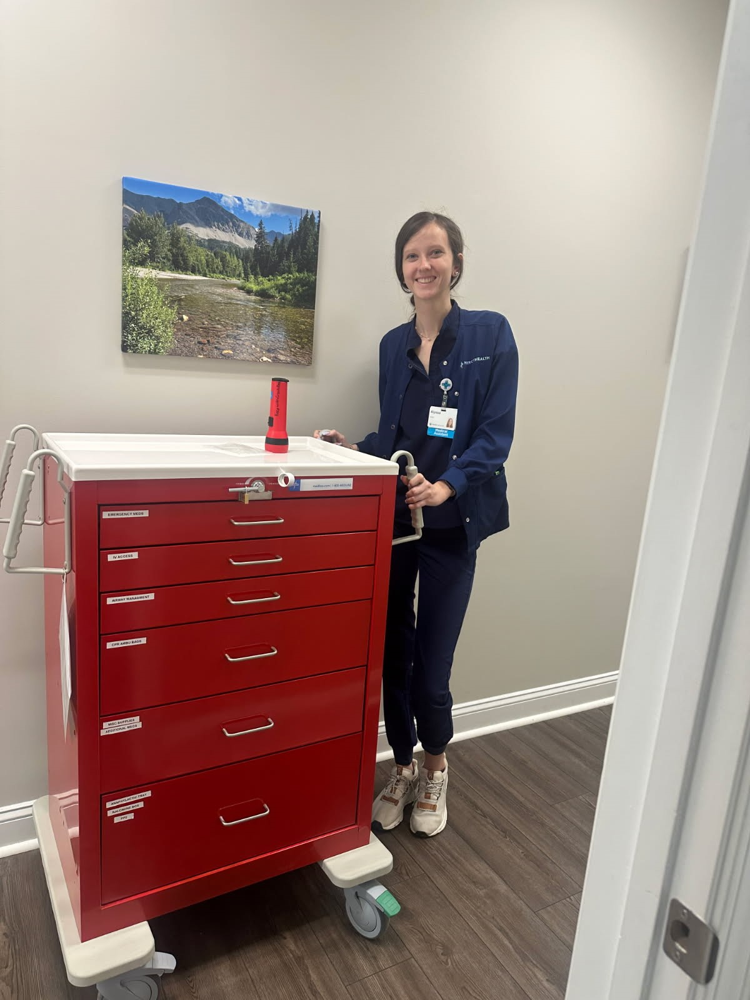 MERCYHEALTH
Alyssa
Medical
Assistant
medline.com | 1-800-MEDLINE
EMERGENCY MEDS
IV ACCESS
AIRWAY MANAGMENT
CPR AMBU BAGS
MISC SUPPLIES
ADDITIONAL MEDS
ANAPHYLACTIC TRAY
NALOXONE BOX
PPE